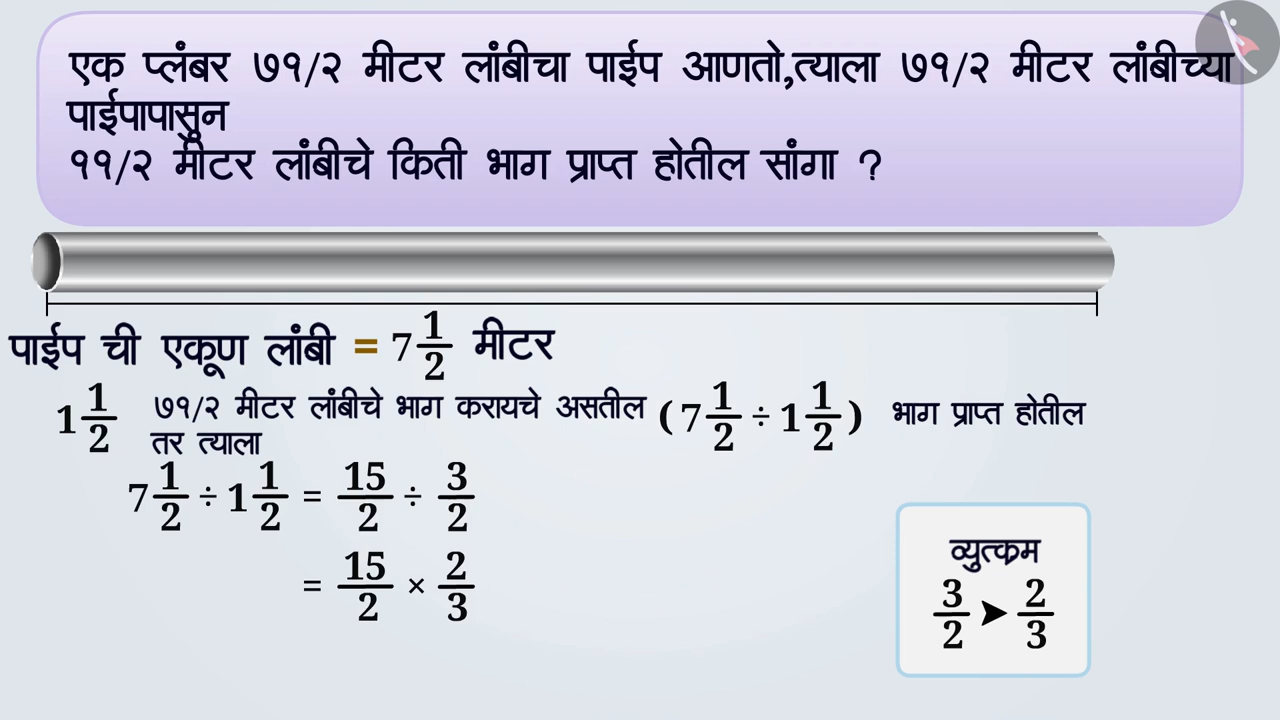 एक प्लंबर ७१/२ मीटर लांबीचा पाईप आणतो,त्याला ७१/२ मीटर लांबीच्या
पाईपापासुन
११/२ मीटर लांबीचे किती भाग प्राप्त होतील सांगा ?
पाईप ची एकूण लांबी = 7 1/2 मीटर
1 1/2 ७१/२ मीटर लांबीचे भाग करायचे असतील ( 7 1/2 ÷ 1 1/2 ) भाग प्राप्त होतील
तर त्याला
7 1/2 ÷ 1 1/2 = 15/2 ÷ 3/2
= 15/2 × 2/3
व्युत्क्रम
3/2 ➤ 2/3